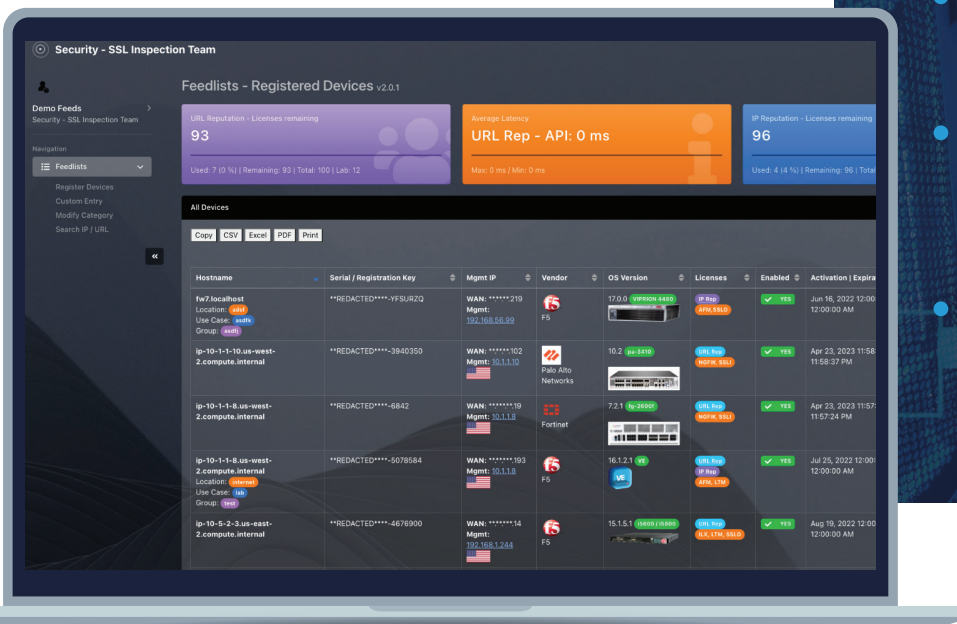 Security - SSL Inspection Team
Feedlists - Registered Devices v2.0.1
Demo Feeds
Security - SSL Inspection Team
Navigation
Feedlists
Register Devices
Custom Entry
Modify Category
Search IP / URL
URL Reputation - Licenses remaining
93
Used: 7 (0 %) | Remaining: 93 | Total: 100 | Lab: 12
Average Latency
URL Rep - API: 0 ms
Max: 0 ms / Min: 0 ms
IP Reputation - Licenses remaining
96
Used: 4 (4 %) | Remaining: 96 | Total
All Devices
Copy CSV Excel PDF Print
Hostname Serial / Registration Key Mgmt IP Vendor OS Version Licenses Enabled Activation | Expira
fw7.localhost **REDACTED****-YFSURZQ WAN: **.**.**.219 17.0.0 VIPRION 4480 IP Rep YES Jun 16, 2022 12:00
Location: adsf Mgmt: F5 AFM,SSLO 12:00:00 AM
Use Case: asdfk 192.168.56.99
Group: asdfj
ip-10-1-1-10.us-west- **REDACTED****-3940350 WAN: **.**.**.102 10.2 pa-3410 URL Rep YES Apr 23, 2023 11:58
2.compute.internal Mgmt: 10.1.1.10 Palo Alto NGFW, SSLI 11:58:37 PM
Networks
ip-10-1-1-8.us-west- **REDACTED****-6842 WAN: **.**.**.19 7.2.1 fg-2600f URL Rep YES Apr 23, 2023 11:57
2.compute.internal Mgmt: 10.1.1.8 Fortinet NGFW, SSLI 11:57:24 PM
ip-10-1-1-8.us-west- **REDACTED****-5078584 WAN: **.**.**.193 16.1.2.1 VE URL Rep YES Jul 25, 2022 12:00
2.compute.internal Mgmt: 10.1.1.8 F5 VE IP Rep 12:00:00 AM
Location: internet AFM, LTM
Use Case: lab
Group: test
ip-10-5-2-3.us-east- **REDACTED****-4676900 WAN: **.**.**.14 15.1.5.1 i5600 / i5800 URL Rep YES Aug 19, 2022 12:00
2.compute.internal Mgmt: F5 ILX, LTM, SSLO 12:00:00 AM
192.168.1.244